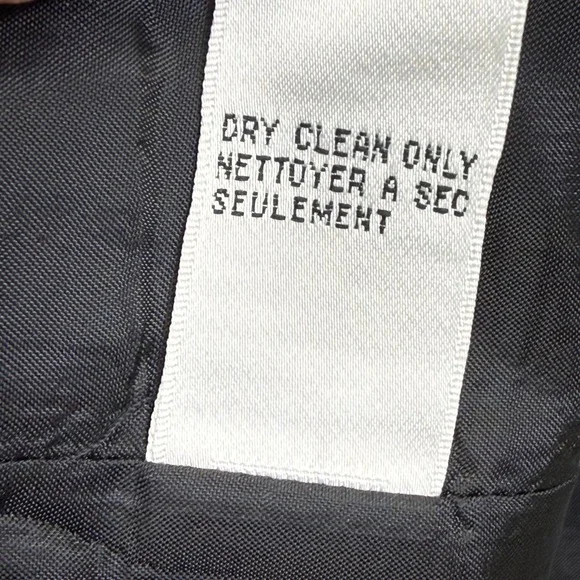 DRY CLEAN ONLY
NETTOYER A SEC
SEULEMENT